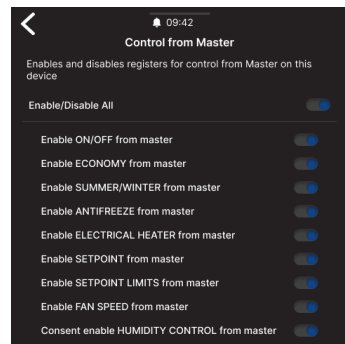 09:42
Control from Master
Enables and disables registers for control from Master on this
device
Enable/Disable All
Enable ON/OFF from master
Enable ECONOMY from master
Enable SUMMER/WINTER from master
Enable ANTIFREEZE from master
Enable ELECTRICAL HEATER from master
Enable SETPOINT from master
Enable SETPOINT LIMITS from master
Enable FAN SPEED from master
Consent enable HUMIDITY CONTROL from master